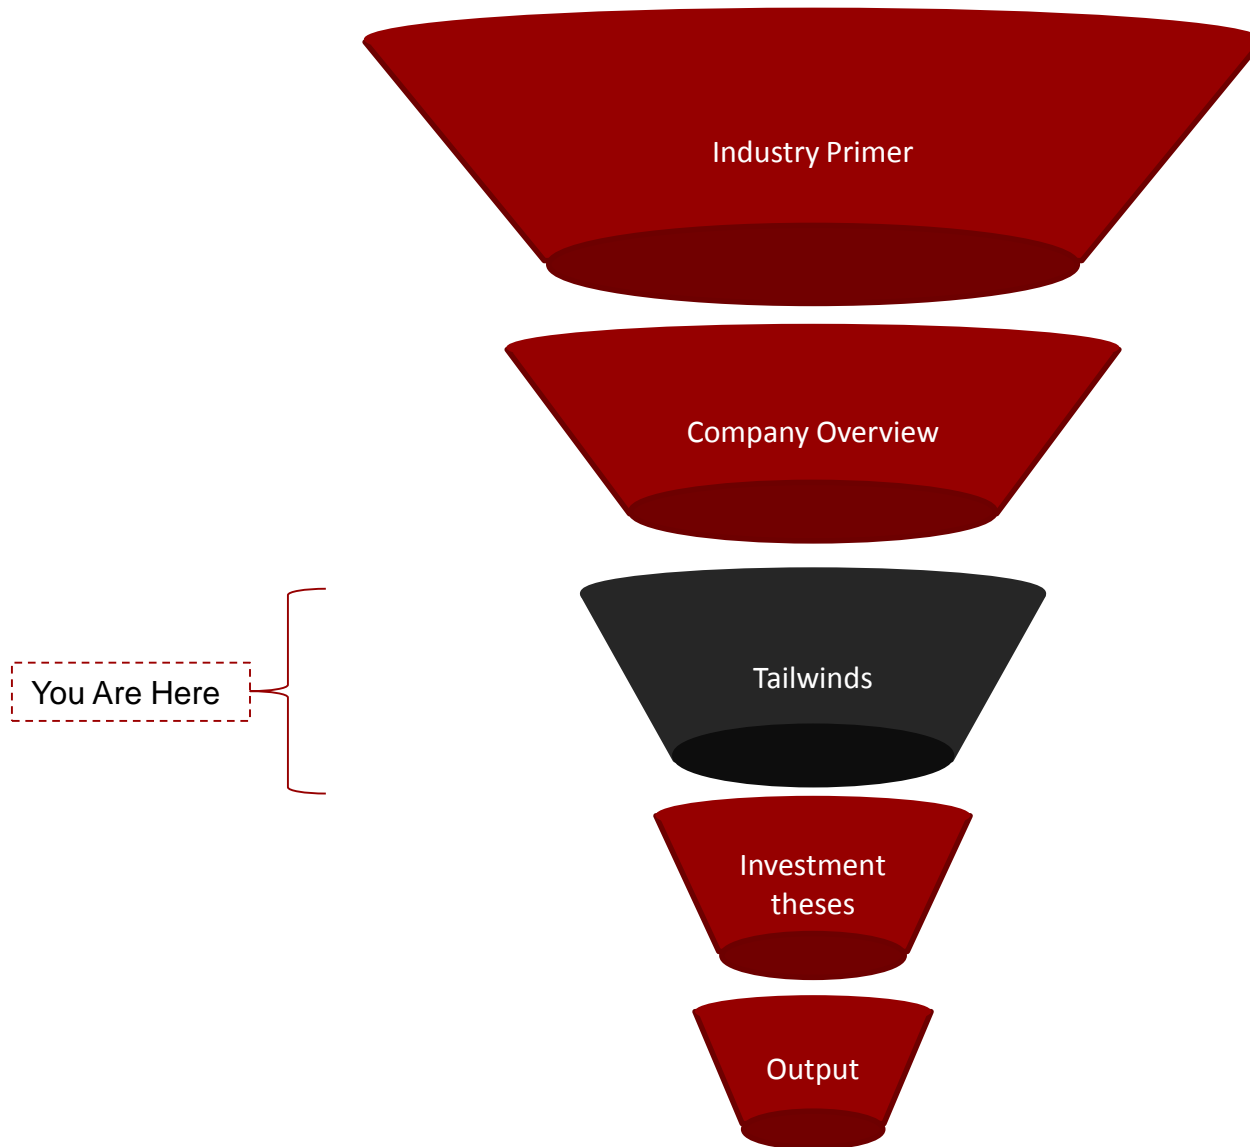 Industry Primer
Company Overview
You Are Here
Tailwinds
Investment
theses
Output